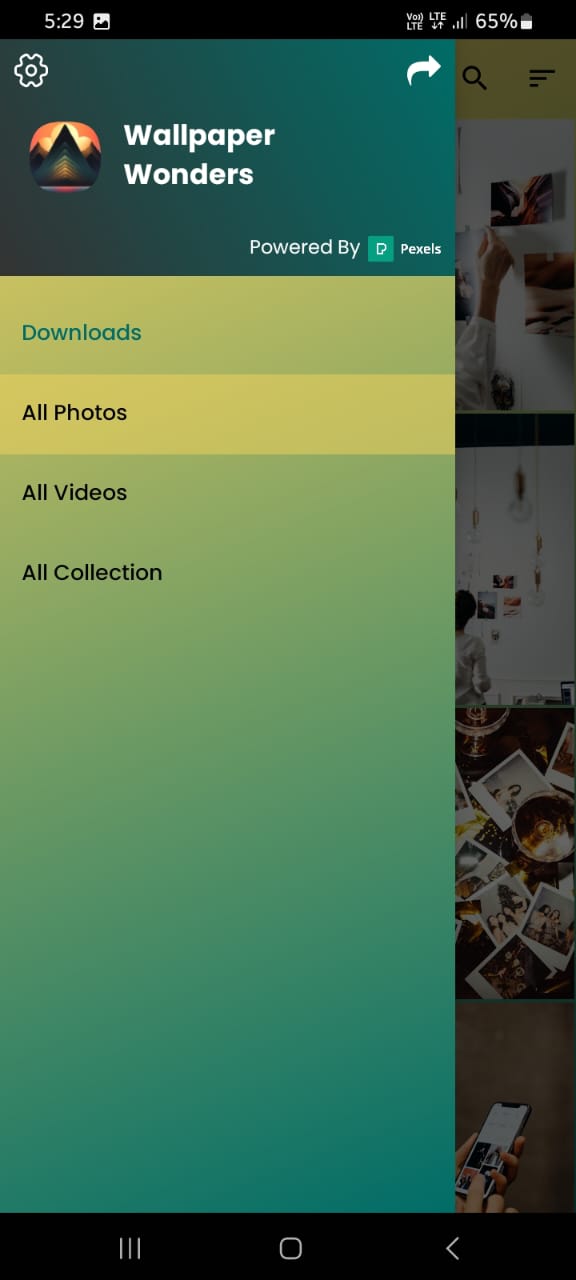 5:29 Vo) LTE LTE 65%
Wallpaper
Wonders
Powered By Pexels
Downloads
All Photos
All Videos
All Collection